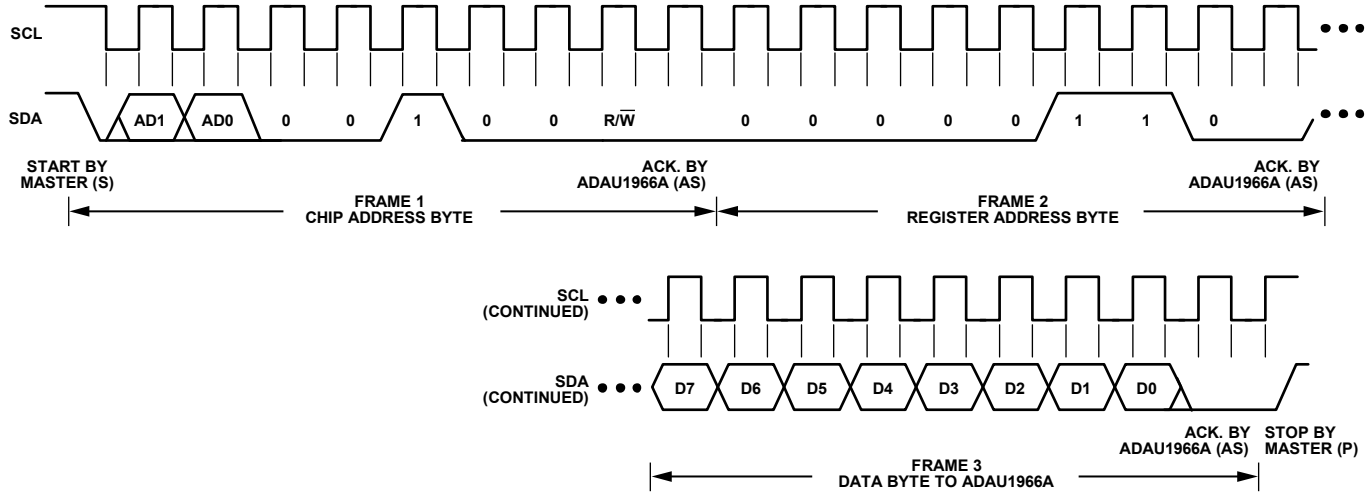 SCL
SDA
AD1 AD0 0 0 1 0 0 R/W̅ 0 0 0 0 0 1 1 0
START BY
MASTER (S)
ACK. BY
ADAU1966A (AS)
ACK. BY
ADAU1966A (AS)
FRAME 1
CHIP ADDRESS BYTE
FRAME 2
REGISTER ADDRESS BYTE
SCL
(CONTINUED)
SDA
(CONTINUED)
D7 D6 D5 D4 D3 D2 D1 D0
ACK. BY
ADAU1966A (AS)
STOP BY
MASTER (P)
FRAME 3
DATA BYTE TO ADAU1966A